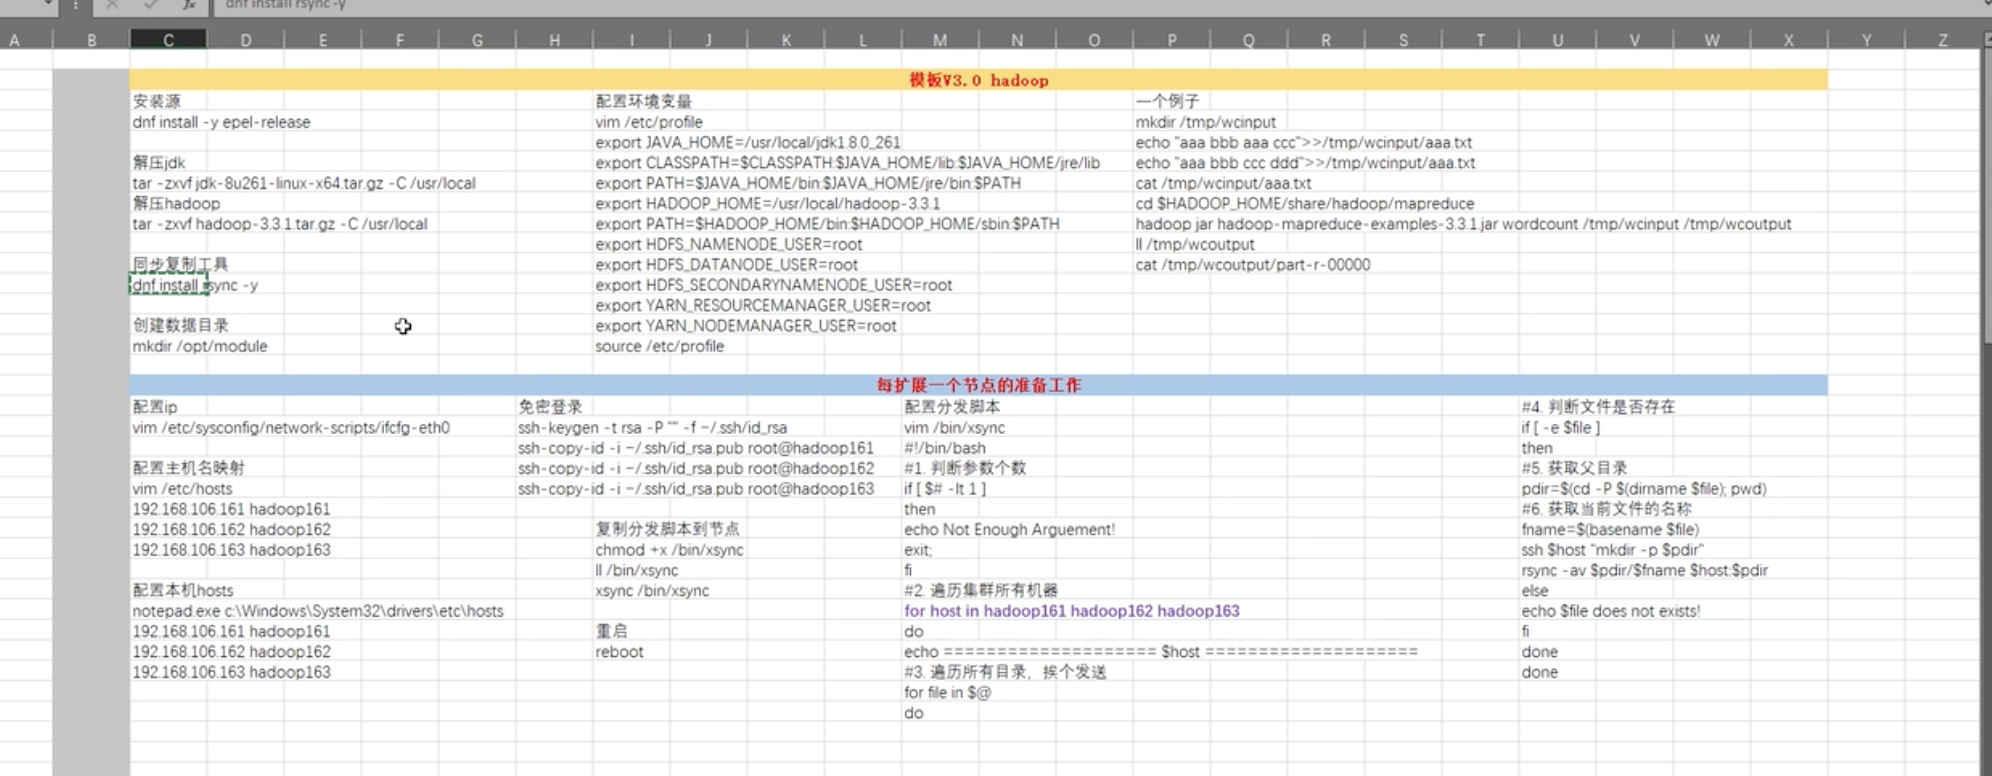 dnf install rsync -y
A B C D E F G H I J K L M N O P Q R S T U V W X Y Z
模板V3.0 hadoop
安装源
dnf install -y epel-release
解压jdk
tar -zxvf jdk-8u261-linux-x64.tar.gz -C /usr/local
解压hadoop
tar -zxvf hadoop-3.3.1.tar.gz -C /usr/local
同步复制工具
dnf install rsync -y
创建数据目录
mkdir /opt/module
配置环境变量
vim /etc/profile
export JAVA_HOME=/usr/local/jdk1.8.0_261
export CLASSPATH=$CLASSPATH:$JAVA_HOME/lib:$JAVA_HOME/jre/lib
export PATH=$JAVA_HOME/bin:$JAVA_HOME/jre/bin:$PATH
export HADOOP_HOME=/usr/local/hadoop-3.3.1
export PATH=$HADOOP_HOME/bin:$HADOOP_HOME/sbin:$PATH
export HDFS_NAMENODE_USER=root
export HDFS_DATANODE_USER=root
export HDFS_SECONDARYNAMENODE_USER=root
export YARN_RESOURCEMANAGER_USER=root
export YARN_NODEMANAGER_USER=root
source /etc/profile
一个例子
mkdir /tmp/wcinput
echo "aaa bbb aaa ccc">>/tmp/wcinput/aaa.txt
echo "aaa bbb ccc ddd">>/tmp/wcinput/aaa.txt
cat /tmp/wcinput/aaa.txt
cd $HADOOP_HOME/share/hadoop/mapreduce
hadoop jar hadoop-mapreduce-examples-3.3.1.jar wordcount /tmp/wcinput /tmp/wcoutput
ll /tmp/wcoutput
cat /tmp/wcoutput/part-r-00000
每扩展一个节点的准备工作
配置ip
vim /etc/sysconfig/network-scripts/ifcfg-eth0
配置主机名映射
vim /etc/hosts
192.168.106.161 hadoop161
192.168.106.162 hadoop162
192.168.106.163 hadoop163
配置本机hosts
notepad.exe c:\Windows\System32\drivers\etc\hosts
192.168.106.161 hadoop161
192.168.106.162 hadoop162
192.168.106.163 hadoop163
免密登录
ssh-keygen -t rsa -P "" -f ~/.ssh/id_rsa
ssh-copy-id -i ~/.ssh/id_rsa.pub root@hadoop161
ssh-copy-id -i ~/.ssh/id_rsa.pub root@hadoop162
ssh-copy-id -i ~/.ssh/id_rsa.pub root@hadoop163
复制分发脚本到节点
chmod +x /bin/xsync
ll /bin/xsync
xsync /bin/xsync
重启
reboot
配置分发脚本
vim /bin/xsync
#!/bin/bash
#1. 判断参数个数
if [ $# -lt 1 ]
then
echo Not Enough Arguement!
exit;
fi
#2. 遍历集群所有机器
for host in hadoop161 hadoop162 hadoop163
do
echo ==================== $host ====================
#3. 遍历所有目录，挨个发送
for file in $@
do
#4. 判断文件是否存在
if [ -e $file ]
then
#5. 获取父目录
pdir=$(cd -P $(dirname $file); pwd)
#6. 获取当前文件的名称
fname=$(basename $file)
ssh $host "mkdir -p $pdir"
rsync -av $pdir/$fname $host:$pdir
else
echo $file does not exists!
fi
done
done